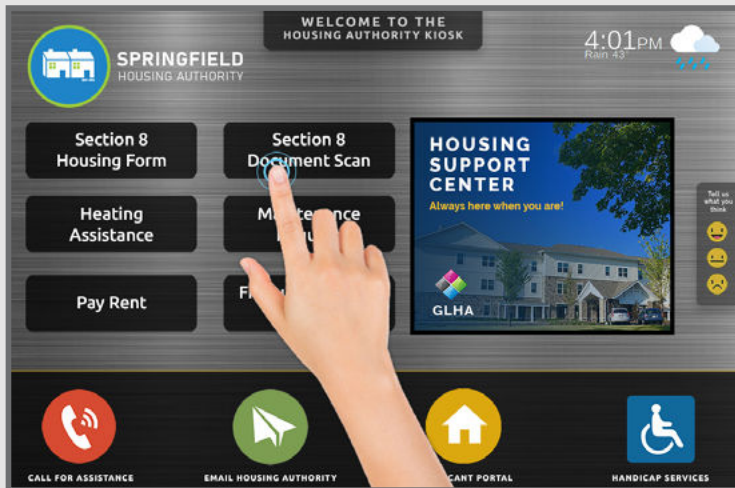 WELCOME TO THE
HOUSING AUTHORITY KIOSK
4:01PM
Rain 43°
SPRINGFIELD
HOUSING AUTHORITY
Section 8
Housing Form
Section 8
Document Scan
Heating
Assistance
Pay Rent
HOUSING
SUPPORT
CENTER
Always here when you are!
GLHA
Tell us
what you
think
CALL FOR ASSISTANCE
EMAIL HOUSING AUTHORITY
PORTAL
HANDICAP SERVICES